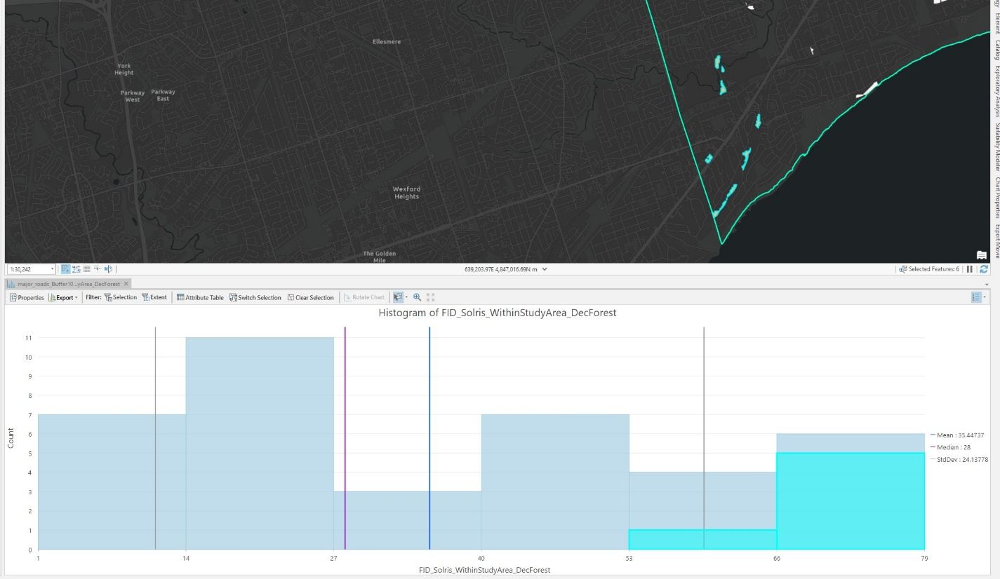 Ellesmere
York
Height
Parkway
West
Parkway
East
Wexford
Heights
The Golden
Mile
Element
Catalog
Exploratory Analysis
Suitability Modeler
Chart Properties
Export Movie
1:30,242
639,203.97E 4,847,016.69N m
Selected Features: 6
major_roads_Buffer10...yArea_DecForest
Properties
Export
Filter:
Selection
Extent
Attribute Table
Switch Selection
Clear Selection
Rotate Chart
Histogram of FID_Solris_WithinStudyArea_DecForest
Count
11
10
9
8
7
6
5
4
3
2
1
0
1
14
27
40
53
66
79
FID_Solris_WithinStudyArea_DecForest
Mean : 35.44737
Median : 28
StdDev : 24.13778